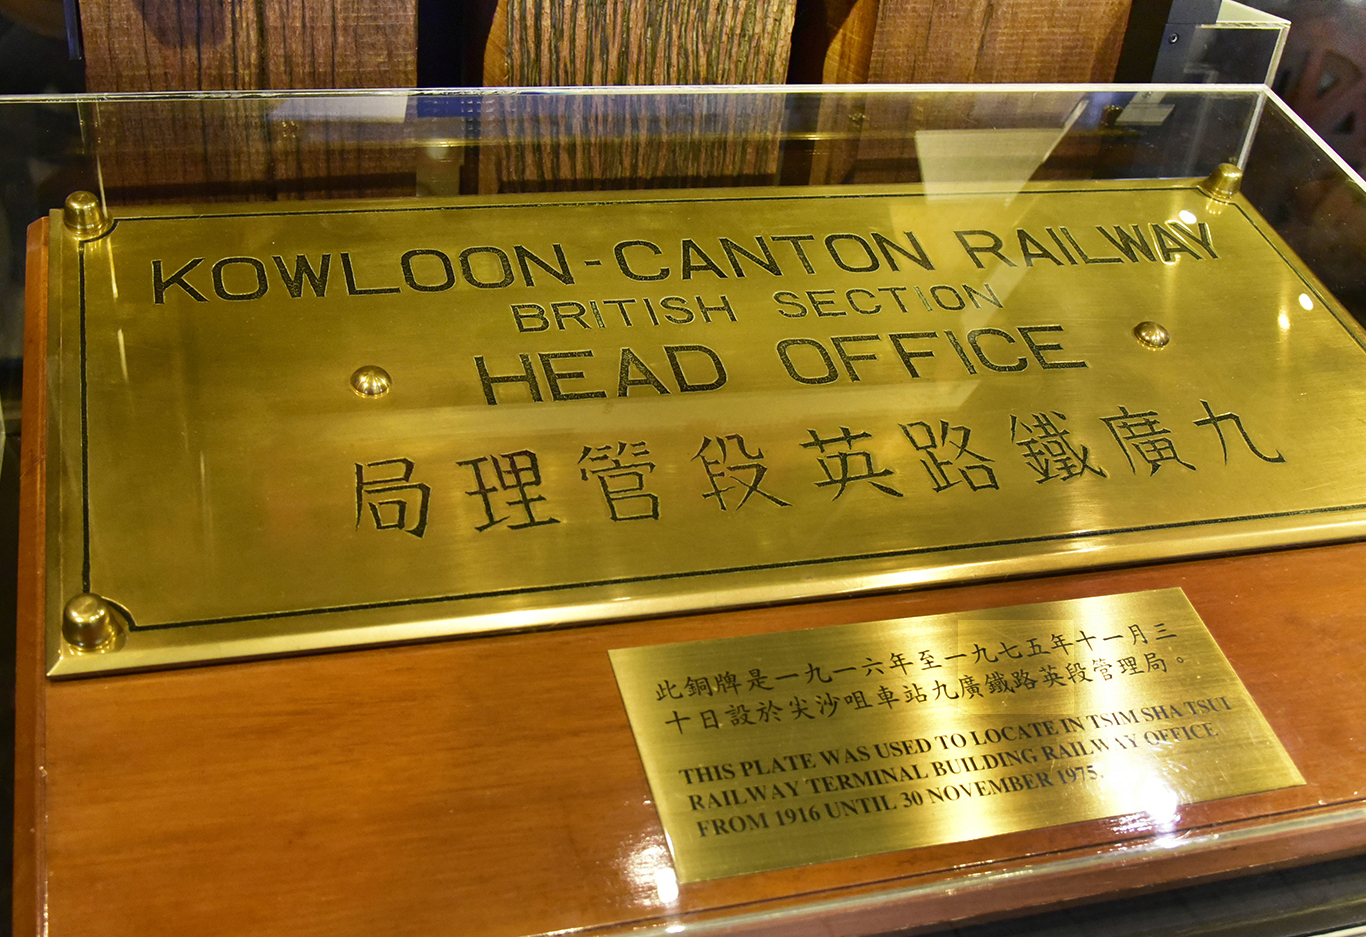 KOWLOON-CANTON RAILWAY
BRITISH SECTION
HEAD OFFICE
九廣鐵路英段管理局
此銅牌是一九一六年至一九七五年十一月三
十日設於尖沙咀車站九廣鐵路英段管理局。
THIS PLATE WAS USED TO LOCATE IN TSIM SHA TSUI
RAILWAY TERMINAL BUILDING RAILWAY OFFICE
FROM 1916 UNTIL 30 NOVEMBER 1975.